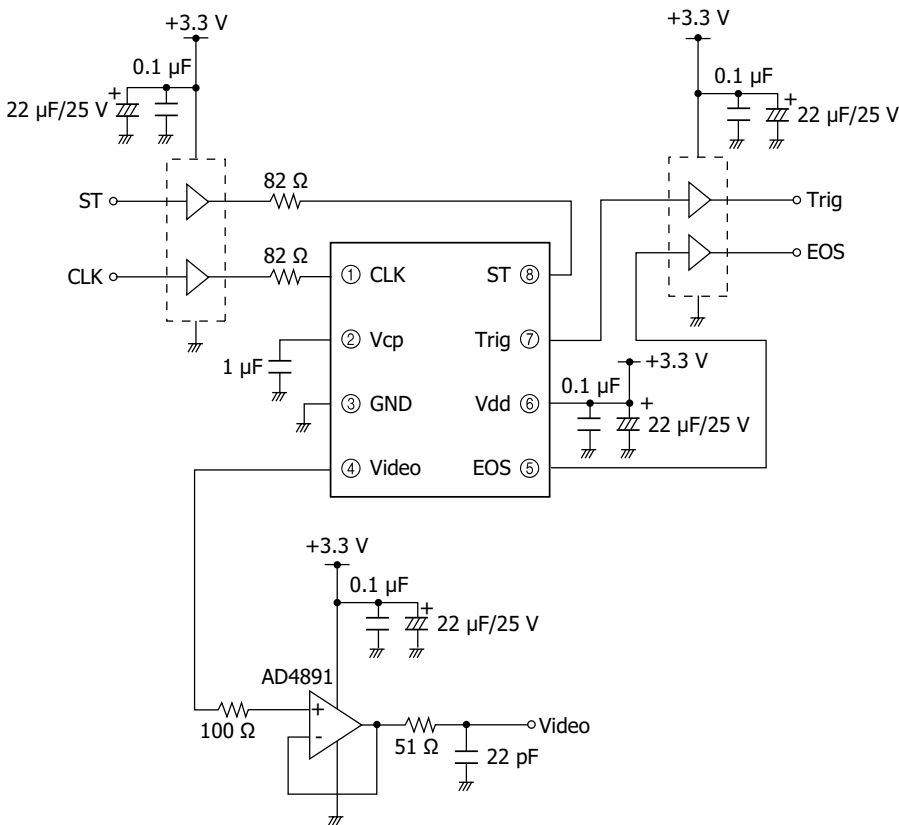 +3.3 V
+3.3 V
0.1 µF
0.1 µF
22 µF/25 V
+
+
22 µF/25 V
82 Ω
ST
Trig
82 Ω
EOS
CLK
① CLK
ST ⑧
② Vcp
Trig ⑦
1 µF
+3.3 V
0.1 µF
③ GND
Vdd ⑥
+
22 µF/25 V
④ Video
EOS ⑤
+3.3 V
0.1 µF
+
22 µF/25 V
AD4891
+
-
100 Ω
51 Ω
Video
22 pF